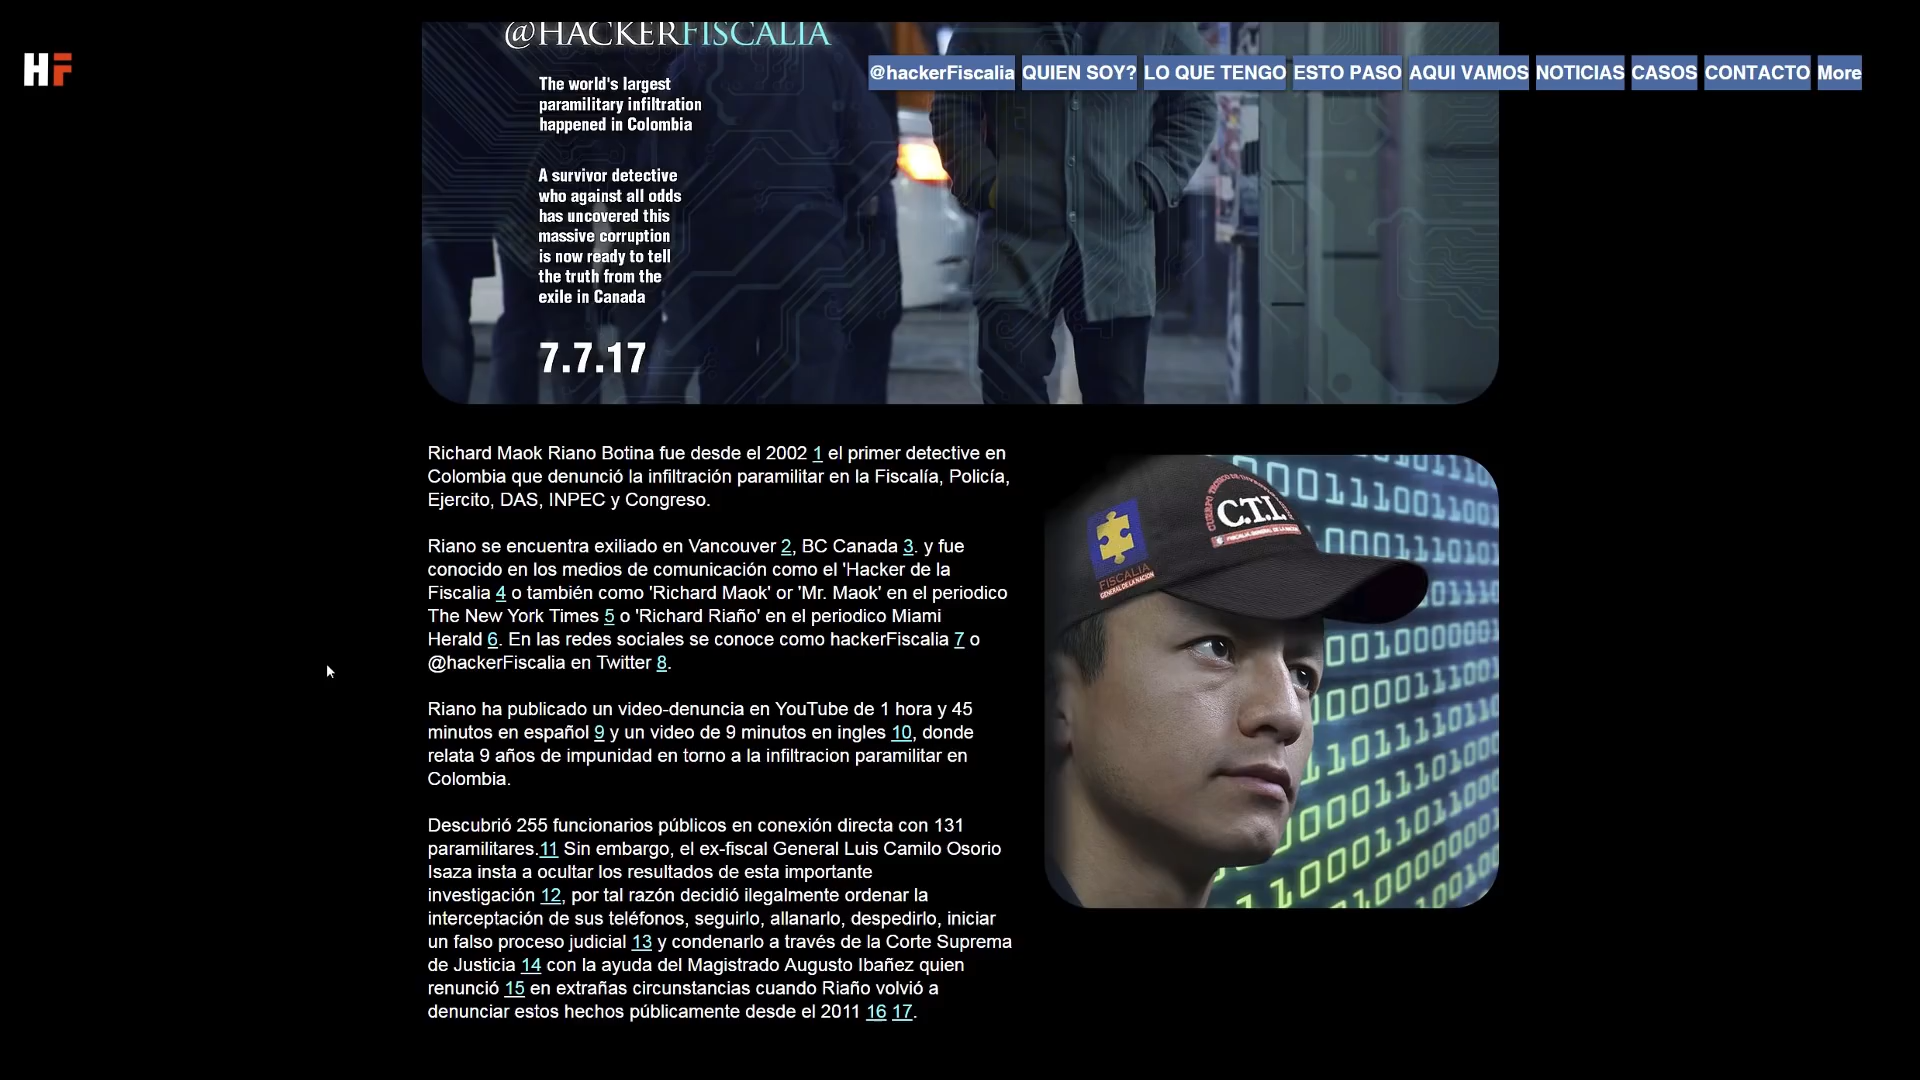 @HACKERFISCALIA
HF
@hackerFiscalia QUIEN SOY? LO QUE TENGO ESTO PASO AQUI VAMOS NOTICIAS CASOS CONTACTO More
The world's largest
paramilitary infiltration
happened in Colombia
A survivor detective
who against all odds
has uncovered this
massive corruption
is now ready to tell
the truth from the
exile in Canada
7.7.17
Richard Maok Riano Botina fue desde el 2002 1 el primer detective en
Colombia que denunció la infiltración paramilitar en la Fiscalía, Policía,
Ejercito, DAS, INPEC y Congreso.
Riano se encuentra exiliado en Vancouver 2, BC Canada 3. y fue
conocido en los medios de comunicación como el 'Hacker de la
Fiscalia 4 o también como 'Richard Maok' or 'Mr. Maok' en el periodico
The New York Times 5 o 'Richard Riaño' en el periodico Miami
Herald 6. En las redes sociales se conoce como hackerFiscalia 7 o
@hackerFiscalia en Twitter 8.
Riano ha publicado un video-denuncia en YouTube de 1 hora y 45
minutos en español 9 y un video de 9 minutos en ingles 10, donde
relata 9 años de impunidad en torno a la infiltracion paramilitar en
Colombia.
Descubrió 255 funcionarios públicos en conexión directa con 131
paramilitares.11 Sin embargo, el ex-fiscal General Luis Camilo Osorio
Isaza insta a ocultar los resultados de esta importante
investigación 12, por tal razón decidió ilegalmente ordenar la
interceptación de sus teléfonos, seguirlo, allanarlo, despedirlo, iniciar
un falso proceso judicial 13 y condenarlo a través de la Corte Suprema
de Justicia 14 con la ayuda del Magistrado Augusto Ibañez quien
renunció 15 en extrañas circunstancias cuando Riaño volvió a
denunciar estos hechos públicamente desde el 2011 16 17.
C.T.I.
FISCALIA
GENERAL DE LA NACION